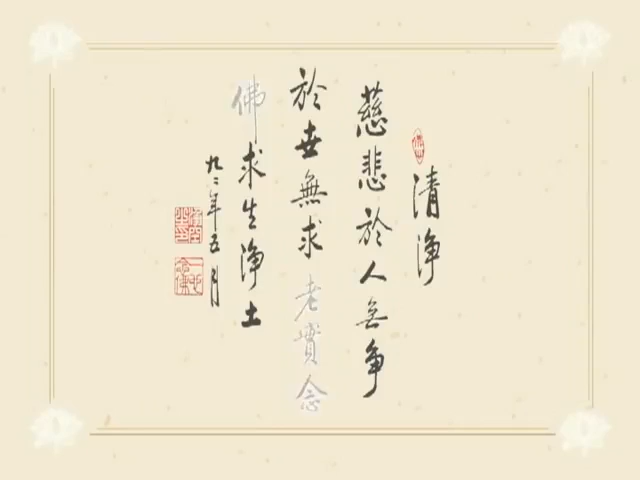 清淨
慈悲於人無争
於世無求老實念
佛求生淨土
九二年五月